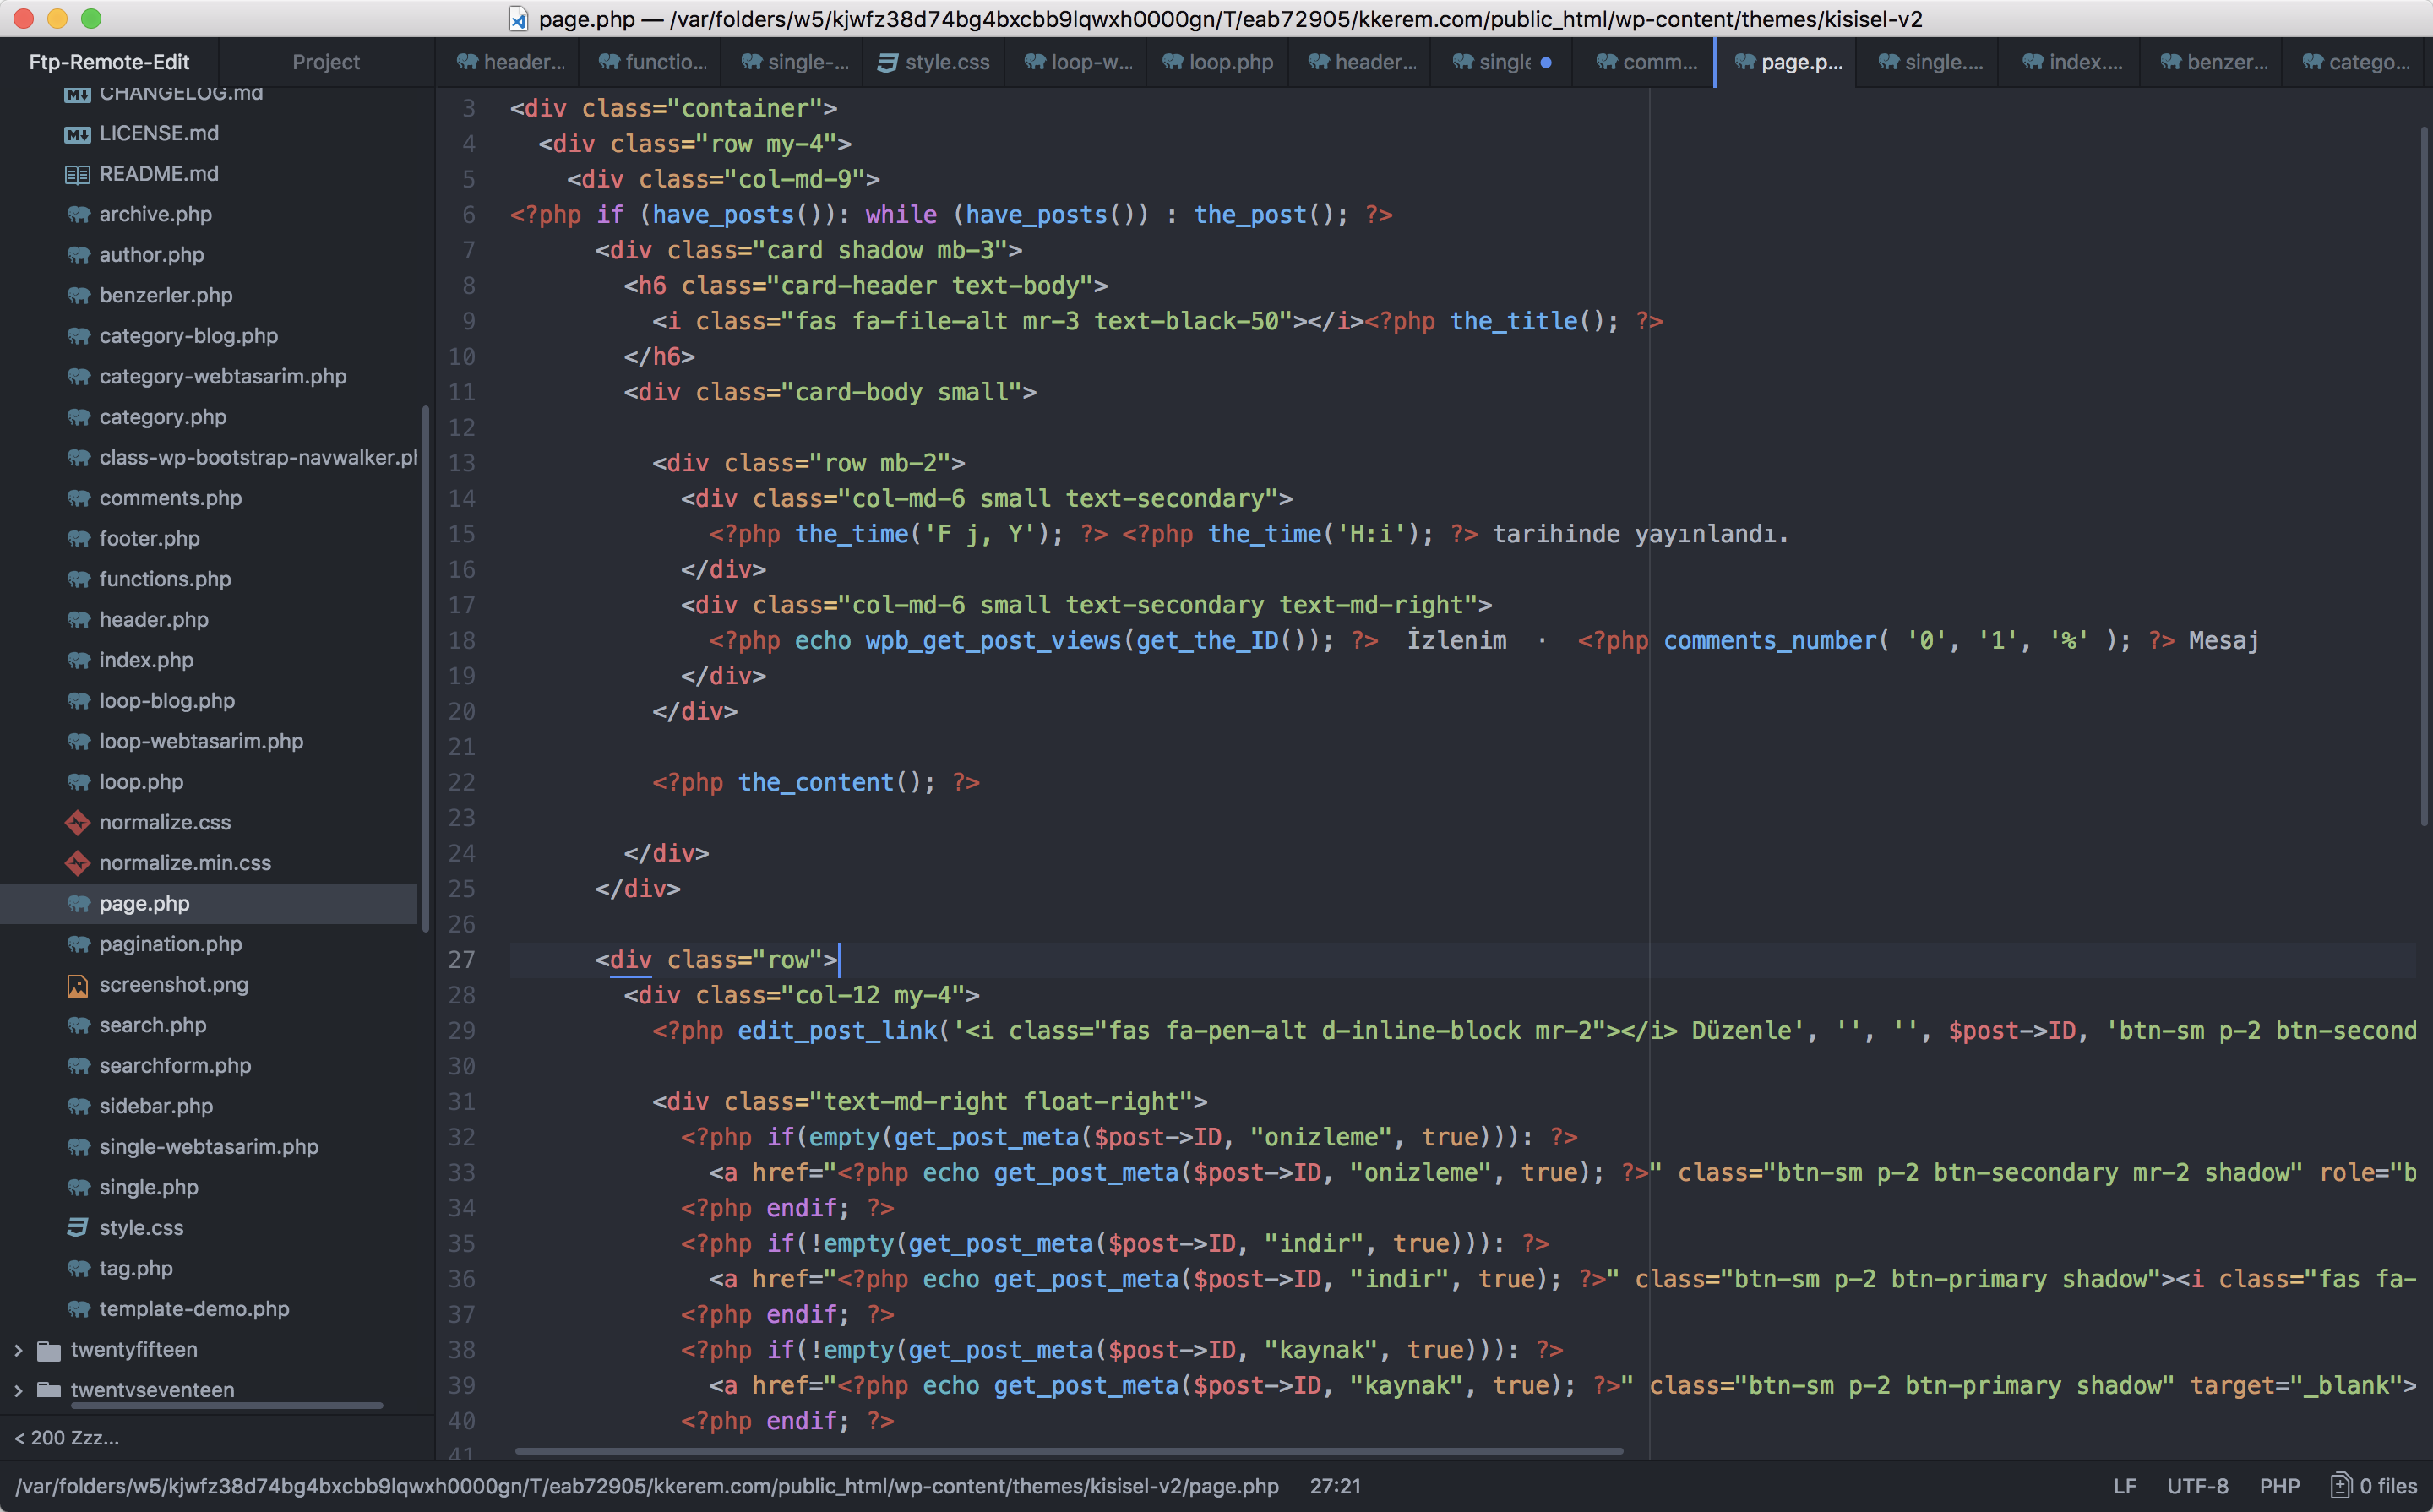 page.php — /var/folders/w5/kjwfz38d74bg4bxcbb9lqwxh0000gn/T/eab72905/kkerem.com/public_html/wp-content/themes/kisisel-v2
Ftp-Remote-Edit Project
header... functio... single-... style.css loop-w... loop.php header... single comm... page.p... single.... index.... benzer... catego...
CHANGELOG.md
LICENSE.md
README.md
archive.php
author.php
benzerler.php
category-blog.php
category-webtasarim.php
category.php
class-wp-bootstrap-navwalker.pl
comments.php
footer.php
functions.php
header.php
index.php
loop-blog.php
loop-webtasarim.php
loop.php
normalize.css
normalize.min.css
page.php
pagination.php
screenshot.png
search.php
searchform.php
sidebar.php
single-webtasarim.php
single.php
style.css
tag.php
template-demo.php
twentyfifteen
twentyseventeen
< 200 Zzz...
3 <div class="container">
4 <div class="row my-4">
5 <div class="col-md-9">
6 <?php if (have_posts()): while (have_posts()) : the_post(); ?>
7 <div class="card shadow mb-3">
8 <h6 class="card-header text-body">
9 <i class="fas fa-file-alt mr-3 text-black-50"></i><?php the_title(); ?>
10 </h6>
11 <div class="card-body small">
12
13 <div class="row mb-2">
14 <div class="col-md-6 small text-secondary">
15 <?php the_time('F j, Y'); ?> <?php the_time('H:i'); ?> tarihinde yayınlandı.
16 </div>
17 <div class="col-md-6 small text-secondary text-md-right">
18 <?php echo wpb_get_post_views(get_the_ID()); ?> İzlenim · <?php comments_number( '0', '1', '%' ); ?> Mesaj
19 </div>
20 </div>
21
22 <?php the_content(); ?>
23
24 </div>
25 </div>
26
27 <div class="row">
28 <div class="col-12 my-4">
29 <?php edit_post_link('<i class="fas fa-pen-alt d-inline-block mr-2"></i> Düzenle', '', '', $post->ID, 'btn-sm p-2 btn-second
30
31 <div class="text-md-right float-right">
32 <?php if(empty(get_post_meta($post->ID, "onizleme", true))): ?>
33 <a href="<?php echo get_post_meta($post->ID, "onizleme", true); ?>" class="btn-sm p-2 btn-secondary mr-2 shadow" role="b
34 <?php endif; ?>
35 <?php if(!empty(get_post_meta($post->ID, "indir", true))): ?>
36 <a href="<?php echo get_post_meta($post->ID, "indir", true); ?>" class="btn-sm p-2 btn-primary shadow"><i class="fas fa-
37 <?php endif; ?>
38 <?php if(!empty(get_post_meta($post->ID, "kaynak", true))): ?>
39 <a href="<?php echo get_post_meta($post->ID, "kaynak", true); ?>" class="btn-sm p-2 btn-primary shadow" target="_blank">
40 <?php endif; ?>
41
/var/folders/w5/kjwfz38d74bg4bxcbb9lqwxh0000gn/T/eab72905/kkerem.com/public_html/wp-content/themes/kisisel-v2/page.php 27:21 LF UTF-8 PHP 0 files